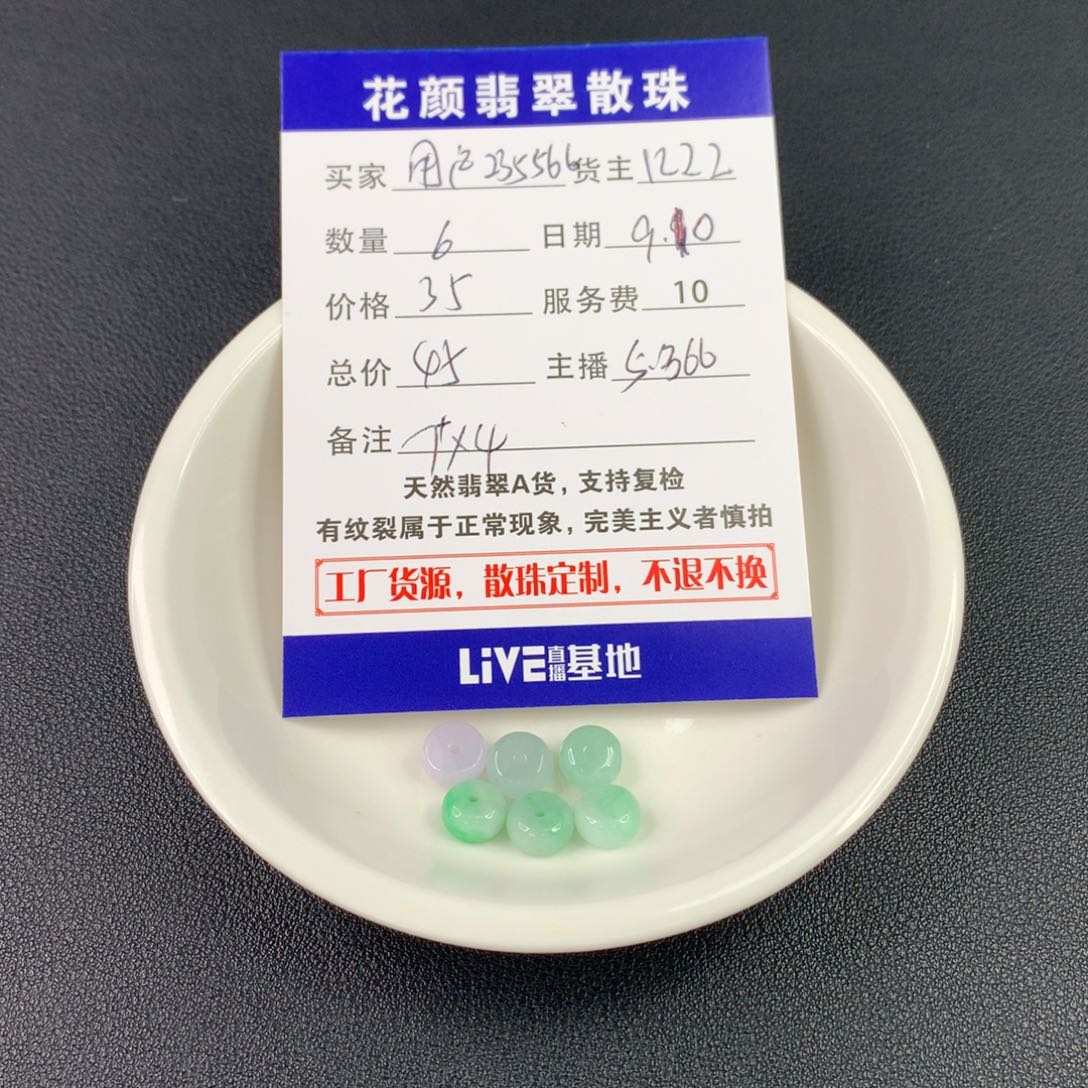 花颜翡翠散珠
买家 用户235566 货主 1222
数量 6 日期 9.10
价格 35 服务费 10
总价 45 主播 5.366
备注 7x4
天然翡翠A货，支持复检
有纹裂属于正常现象，完美主义者慎拍
工厂货源，散珠定制，不退不换
LiVE直播基地